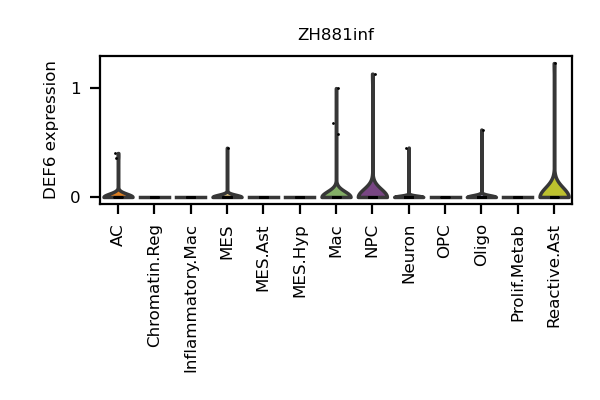 ZH881inf
DEF6 expression
1
0
AC
Chromatin.Reg
Inflammatory.Mac
MES
MES.Ast
MES.Hyp
Mac
NPC
Neuron
OPC
Oligo
Prolif.Metab
Reactive.Ast